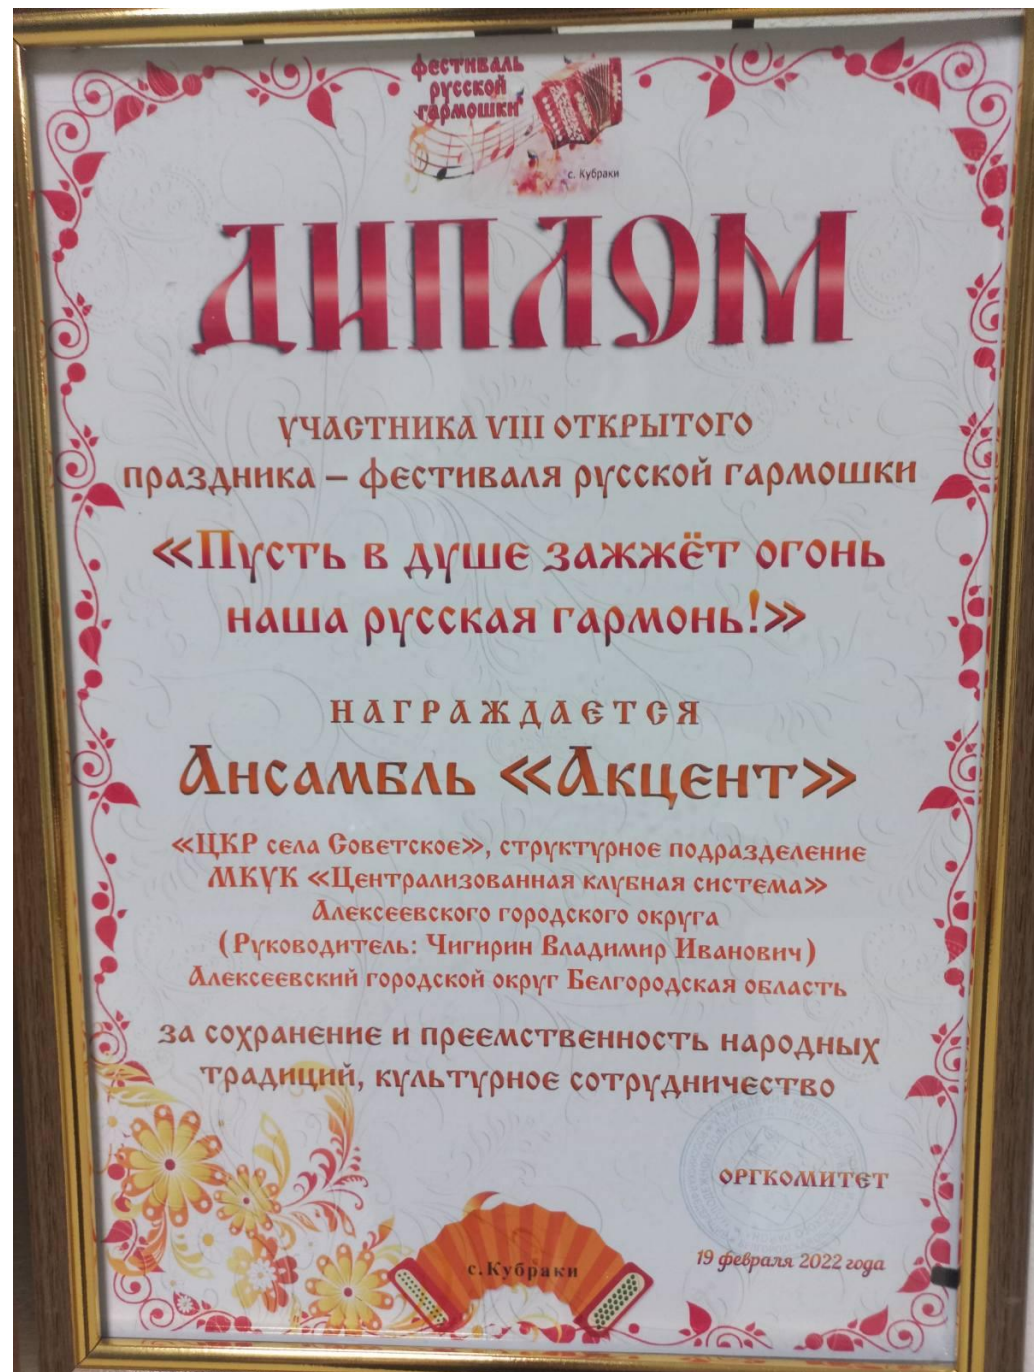 фестиваль
русской
гармошки
с. Кубраки
ДИПЛОМ
УЧАСТНИКА VIII ОТКРЫТОГО
ПРАЗДНИКА – ФЕСТИВАЛЯ РУССКОЙ ГАРМОШКИ
«Пусть в душе зажжёт огонь
наша русская гармонь!»
НАГРАЖДАЕТСЯ
Ансамбль «Акцент»
«ЦКР села Советское», структурное подразделение
МКУК «Централизованная клубная система»
Алексеевского городского округа
(Руководитель: Чигирин Владимир Иванович)
Алексеевский городской округ Белгородская область
за сохранение и преемственность народных
традиций, культурное сотрудничество
ОРГКОМИТЕТ
19 февраля 2022 года
с.Кубраки